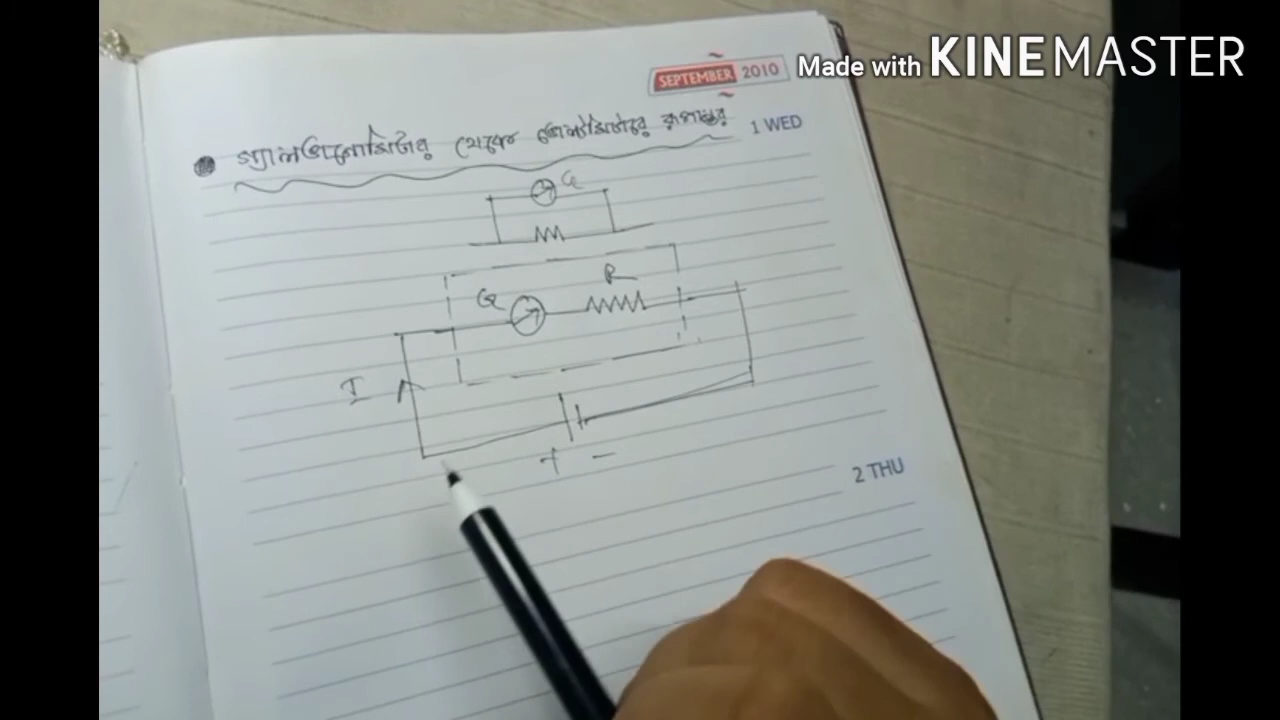 Made with KINEMASTER
SEPTEMBER 2010
1 WED
গ্যালভানোমিটার থেকে ভোল্টমিটারে রূপান্তর
G
R
G
I
+ -
2 THU